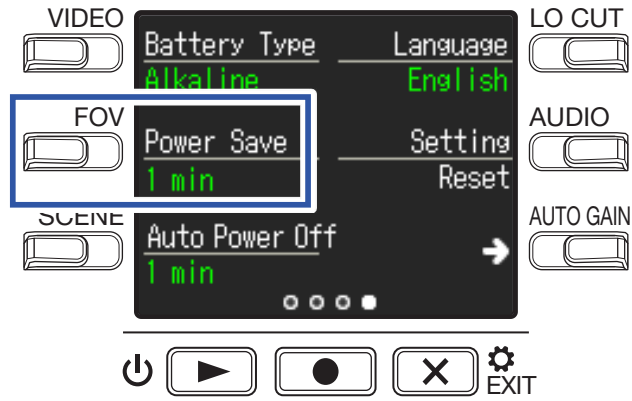 VIDEO
LO CUT
Battery Type
Language
Alkaline
English
FOV
AUDIO
Power Save
Setting
1 min
Reset
SCENE
AUTO GAIN
Auto Power Off
1 min
EXIT